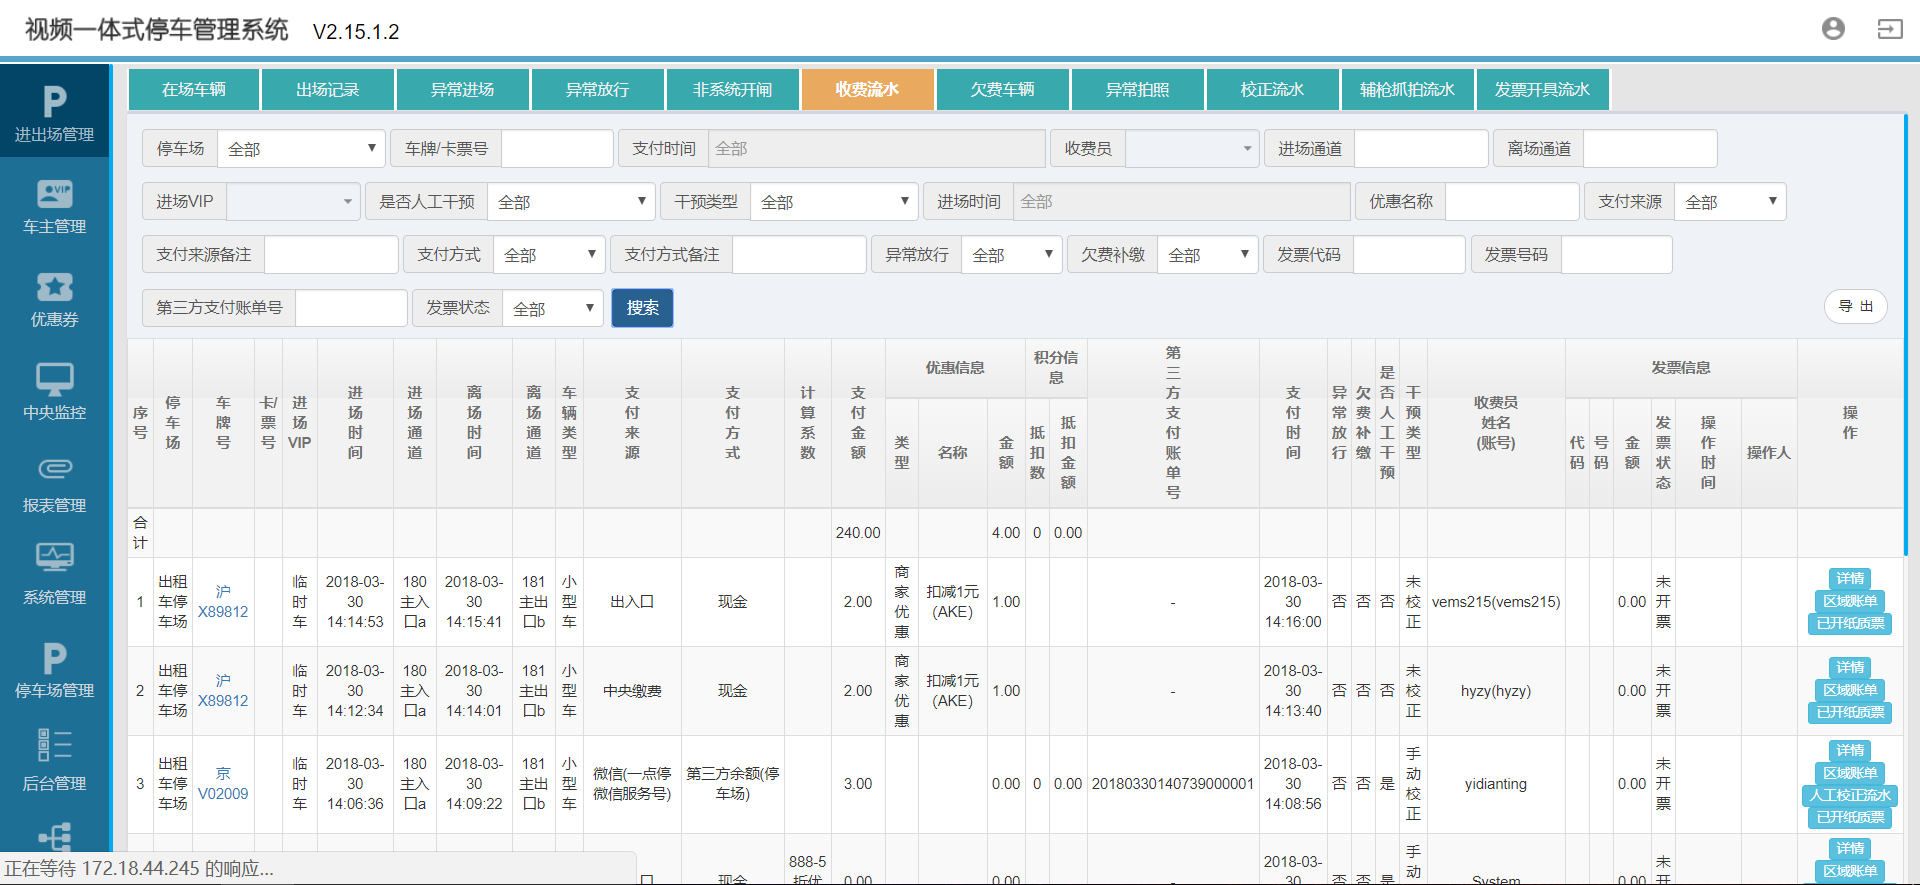 视频一体式停车管理系统 V2.15.1.2
进出场管理
车主管理
优惠券
中央监控
报表管理
系统管理
停车场管理
后台管理
在场车辆 出场记录 异常进场 异常放行 非系统开闸 收费流水 欠费车辆 异常拍照 校正流水 辅枪抓拍流水 发票开具流水
停车场 全部 车牌/卡票号 支付时间 全部 收费员 进场通道 离场通道
进场VIP 是否人工干预 全部 干预类型 全部 进场时间 全部 优惠名称 支付来源 全部
支付来源备注 支付方式 全部 支付方式备注 异常放行 全部 欠费补缴 全部 发票代码 发票号码
第三方支付账单号 发票状态 全部 搜索 导 出
序号 停车场 车牌号 卡/票号 进场VIP 进场时间 进场通道 离场时间 离场通道 车辆类型 支付来源 支付方式 计算系数 支付金额 优惠信息 积分信息 第三方支付账单号 支付时间 异常放行 欠费补缴 是否人工干预 干预类型 收费员姓名(账号) 发票信息 操作
类型 名称 金额 抵扣数 抵扣金额 代码 号码 金额 发票状态 操作时间 操作人
合计 240.00 4.00 0 0.00
1 出租车停车场 沪X89812 临时车 2018-03-30 14:14:53 180主入口a 2018-03-30 14:15:41 181主出口b 小型车 出入口 现金 2.00 商家优惠 扣减1元(AKE) 1.00 - 2018-03-30 14:16:00 否 否 否 未校正 vems215(vems215) 0.00 未开票 详情 区域账单 已开纸质票
2 出租车停车场 沪X89812 临时车 2018-03-30 14:12:34 180主入口a 2018-03-30 14:14:01 181主出口b 小型车 中央缴费 现金 2.00 商家优惠 扣减1元(AKE) 1.00 - 2018-03-30 14:13:40 否 否 否 未校正 hyzy(hyzy) 0.00 未开票 详情 区域账单 已开纸质票
3 出租车停车场 京V02009 临时车 2018-03-30 14:06:36 180主入口a 2018-03-30 14:09:22 181主出口b 小型车 微信(一点停微信服务号) 第三方余额(停车场) 3.00 0.00 0 0.00 20180330140739000001 2018-03-30 14:08:56 否 否 是 手动校正 yidianting 0.00 未开票 详情 区域账单 人工校正流水 已开纸质票
口 现金 888-5折优 0.00 0.00 2018-03-30 否 否 是 手动 System 0.00 未开 详情 区域账单
正在等待 172.18.44.245 的响应...